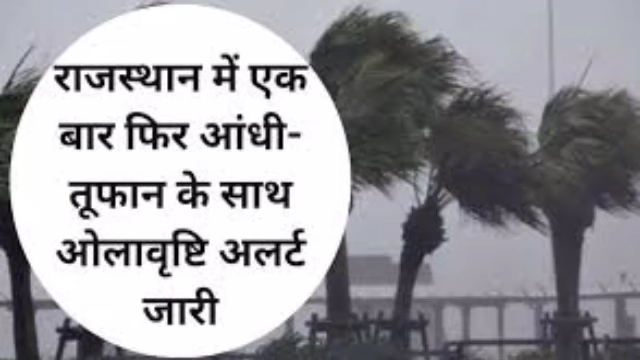 राजस्थान में एक
बार फिर आंधी-
तूफान के साथ
ओलावृष्टि अलर्ट
जारी